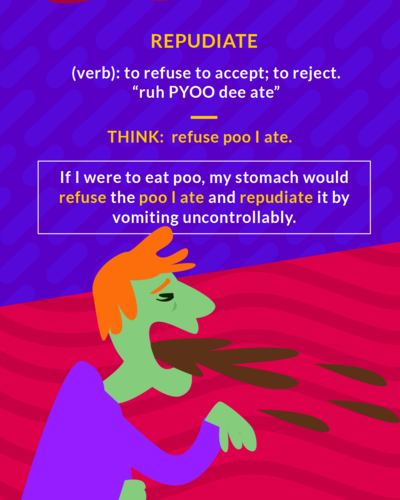 REPUDIATE
(verb): to refuse to accept; to reject.
“ruh PYOO dee ate”
THINK: refuse poo I ate.
If I were to eat poo, my stomach would
refuse the poo I ate and repudiate it by
vomiting uncontrollably.